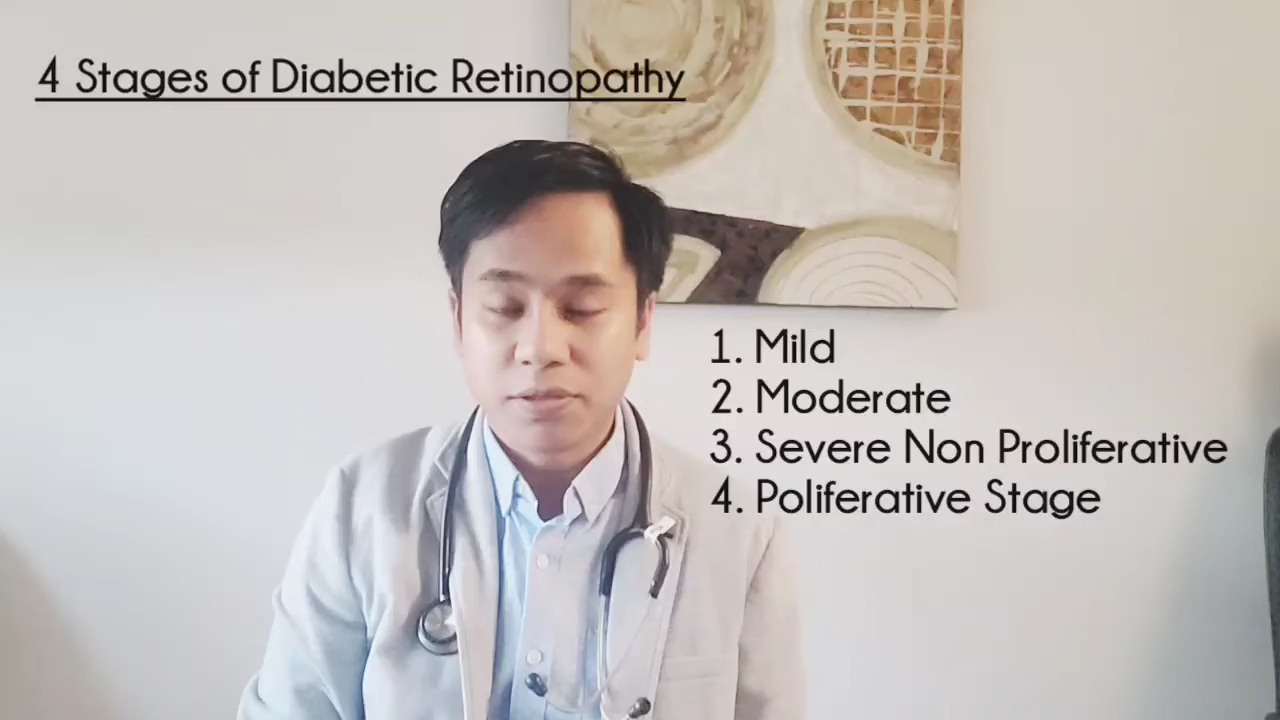 4 Stages of Diabetic Retinopathy
1. Mild
2. Moderate
3. Severe Non Proliferative
4. Poliferative Stage